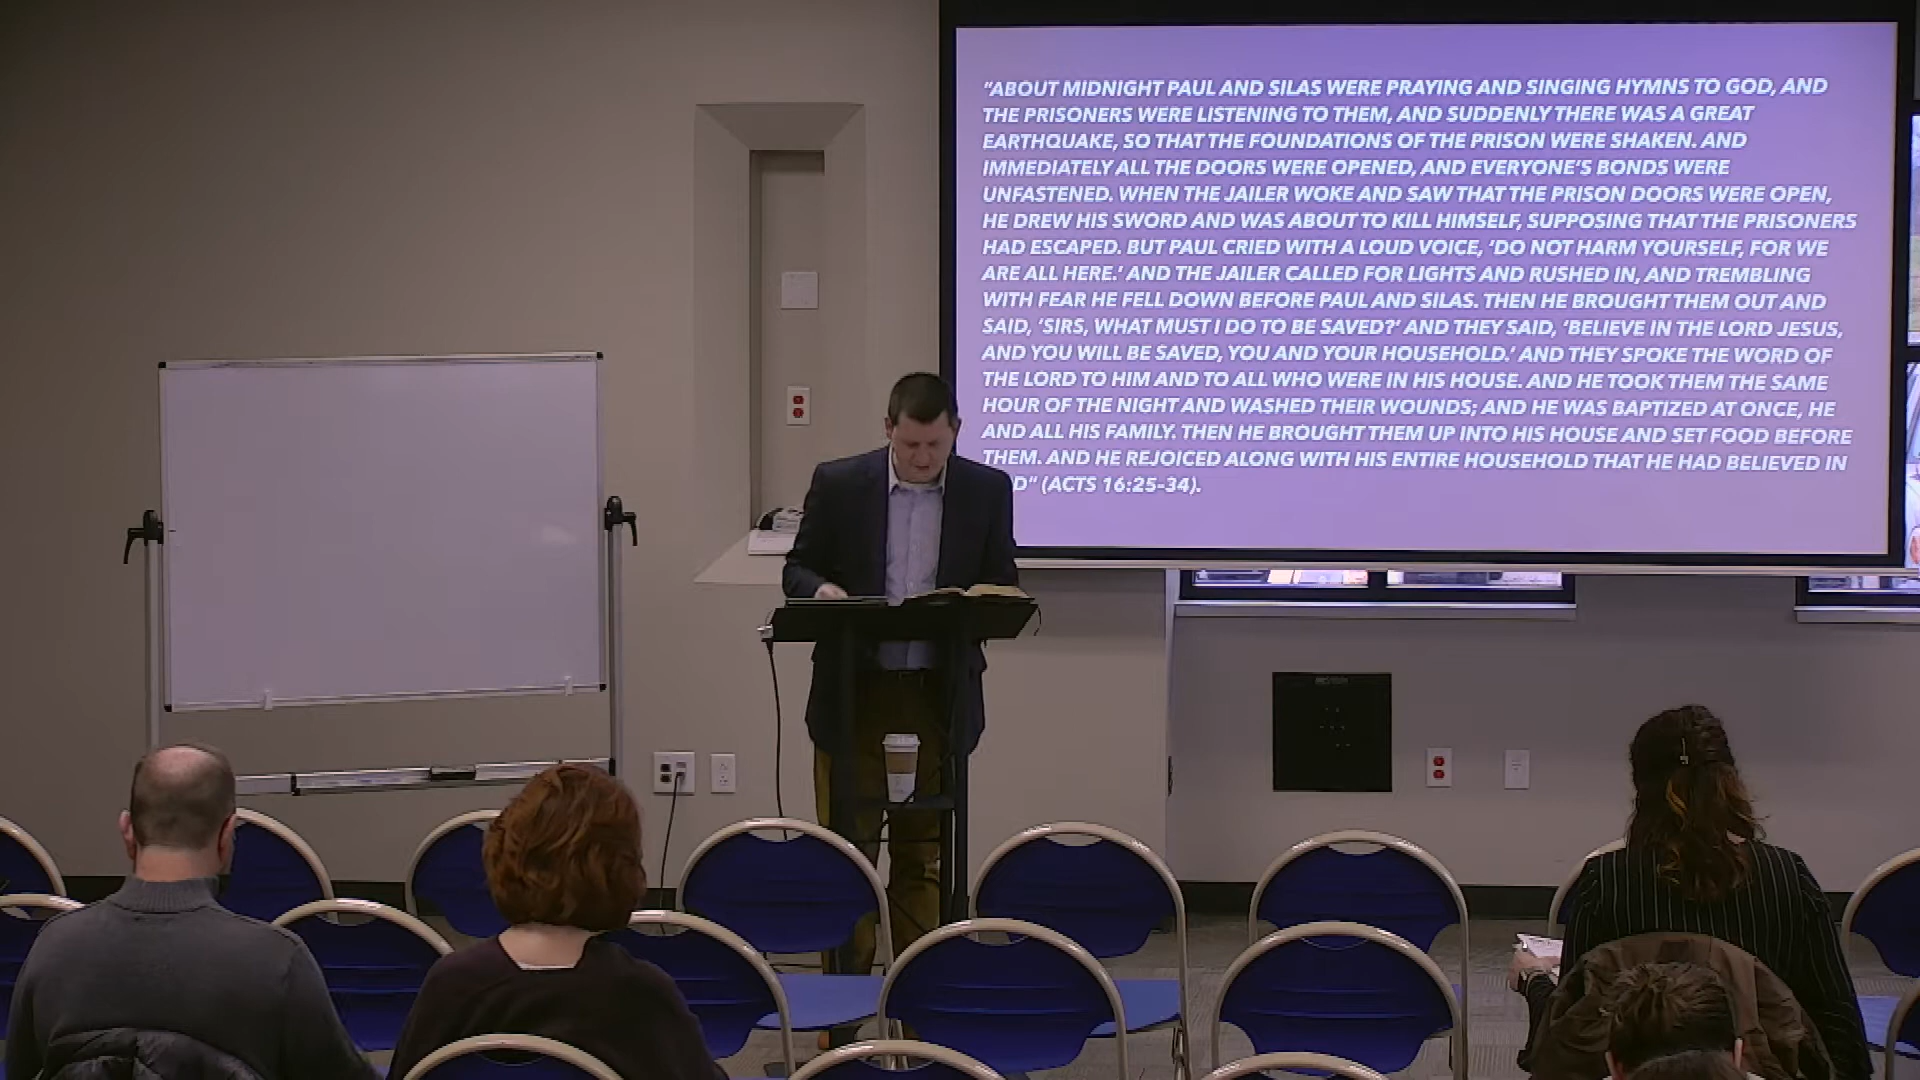 "ABOUT MIDNIGHT PAUL AND SILAS WERE PRAYING AND SINGING HYMNS TO GOD, AND
THE PRISONERS WERE LISTENING TO THEM, AND SUDDENLY THERE WAS A GREAT
EARTHQUAKE, SO THAT THE FOUNDATIONS OF THE PRISON WERE SHAKEN. AND
IMMEDIATELY ALL THE DOORS WERE OPENED, AND EVERYONE'S BONDS WERE
UNFASTENED. WHEN THE JAILER WOKE AND SAW THAT THE PRISON DOORS WERE OPEN,
HE DREW HIS SWORD AND WAS ABOUT TO KILL HIMSELF, SUPPOSING THAT THE PRISONERS
HAD ESCAPED. BUT PAUL CRIED WITH A LOUD VOICE, 'DO NOT HARM YOURSELF, FOR WE
ARE ALL HERE.' AND THE JAILER CALLED FOR LIGHTS AND RUSHED IN, AND TREMBLING
WITH FEAR HE FELL DOWN BEFORE PAUL AND SILAS. THEN HE BROUGHT THEM OUT AND
SAID, 'SIRS, WHAT MUST I DO TO BE SAVED?' AND THEY SAID, 'BELIEVE IN THE LORD JESUS,
AND YOU WILL BE SAVED, YOU AND YOUR HOUSEHOLD.' AND THEY SPOKE THE WORD OF
THE LORD TO HIM AND TO ALL WHO WERE IN HIS HOUSE. AND HE TOOK THEM THE SAME
HOUR OF THE NIGHT AND WASHED THEIR WOUNDS; AND HE WAS BAPTIZED AT ONCE, HE
AND ALL HIS FAMILY. THEN HE BROUGHT THEM UP INTO HIS HOUSE AND SET FOOD BEFORE
THEM. AND HE REJOICED ALONG WITH HIS ENTIRE HOUSEHOLD THAT HE HAD BELIEVED IN
D" (ACTS 16:25-34).